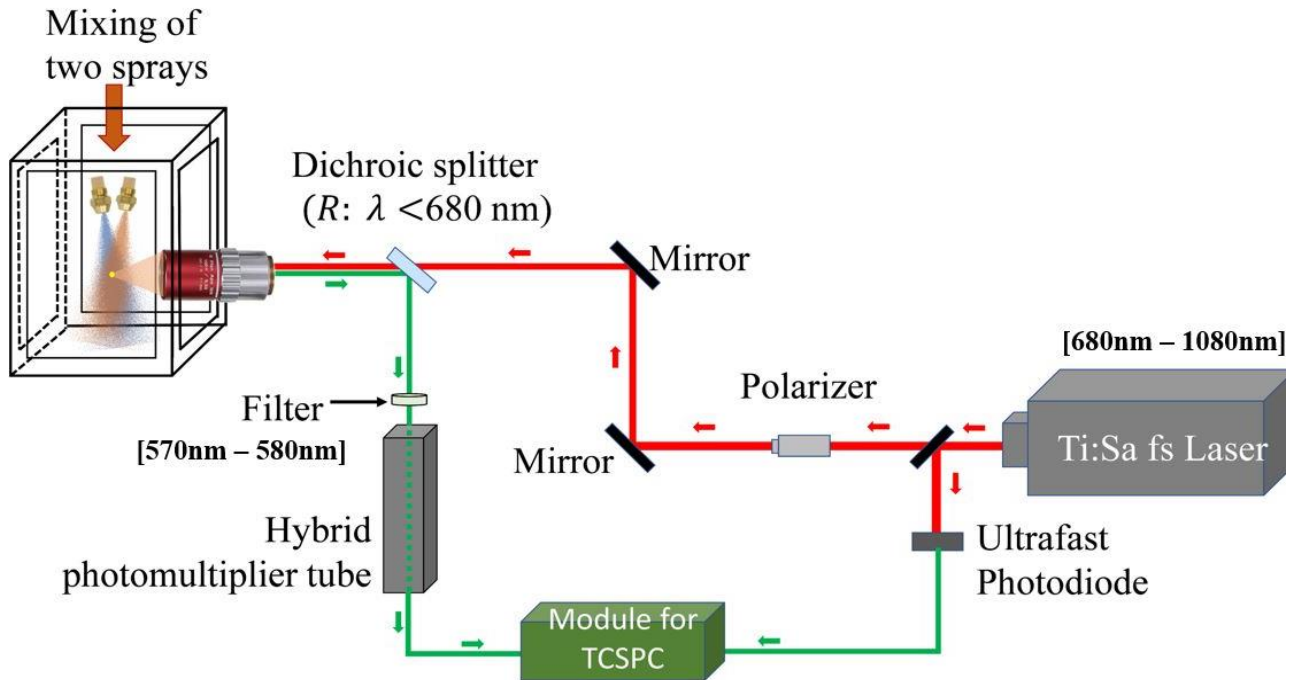 Mixing of
two sprays
Dichroic splitter
(R: λ <680 nm)
Mirror
[680nm – 1080nm]
Polarizer
Filter
[570nm – 580nm]
Mirror
Ti:Sa fs Laser
Hybrid
photomultiplier tube
Ultrafast
Photodiode
Module for
TCSPC